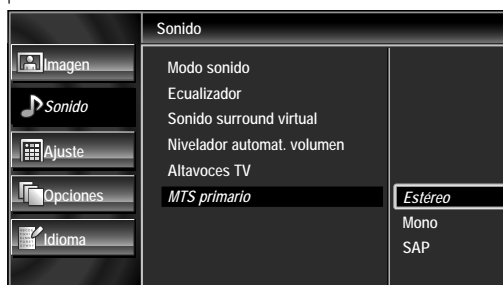 Sonido
Imagen
Sonido
Ajuste
Opciones
Idioma
Modo sonido
Ecualizador
Sonido surround virtual
Nivelador automat. volumen
Altavoces TV
MTS primario
Estéreo
Mono
SAP